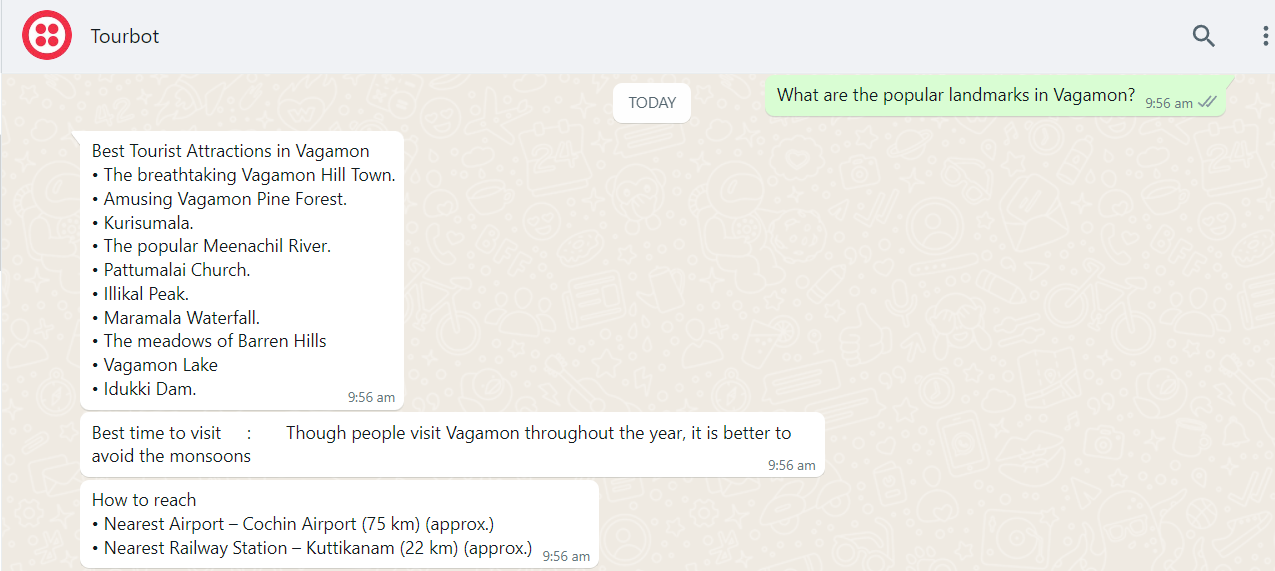 Tourbot
TODAY
What are the popular landmarks in Vagamon? 9:56 am
Best Tourist Attractions in Vagamon
• The breathtaking Vagamon Hill Town.
• Amusing Vagamon Pine Forest.
• Kurisumala.
• The popular Meenachil River.
• Pattumalai Church.
• Illikal Peak.
• Maramala Waterfall.
• The meadows of Barren Hills
• Vagamon Lake
• Idukki Dam.
9:56 am
Best time to visit : Though people visit Vagamon throughout the year, it is better to
avoid the monsoons
9:56 am
How to reach
• Nearest Airport – Cochin Airport (75 km) (approx.)
• Nearest Railway Station – Kuttikanam (22 km) (approx.) 9:56 am